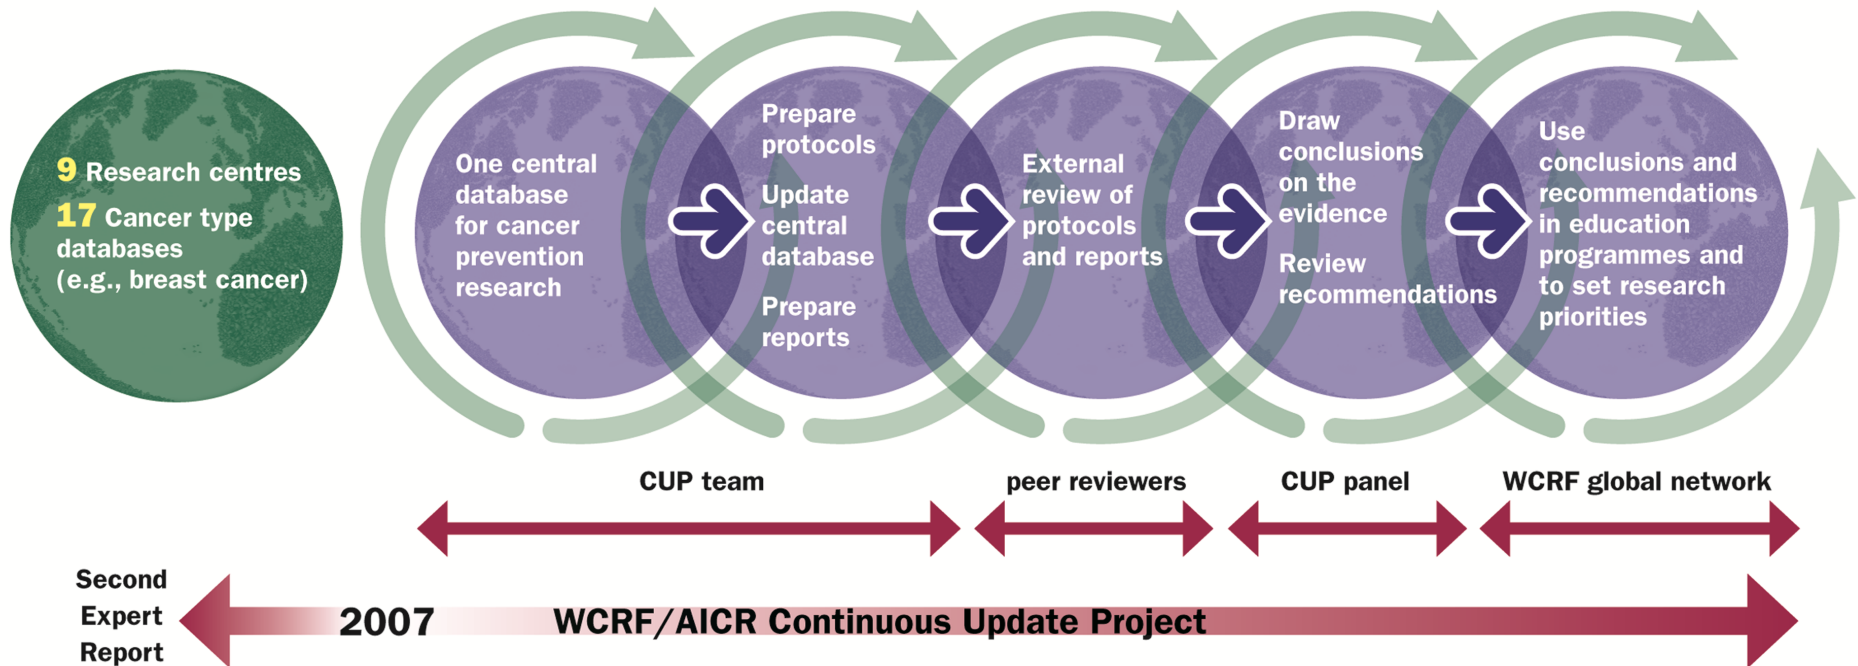 9 Research centres
17 Cancer type
databases
(e.g., breast cancer)
One central
database
for cancer
prevention
research
Prepare
protocols
Update
central
database
Prepare
reports
External
review of
protocols
and reports
Draw
conclusions
on the
evidence
Review
recommendations
Use
conclusions and
recommendations
in education
programmes and
to set research
priorities
CUP team
peer reviewers
CUP panel
WCRF global network
Second
Expert
Report
2007
WCRF/AICR Continuous Update Project